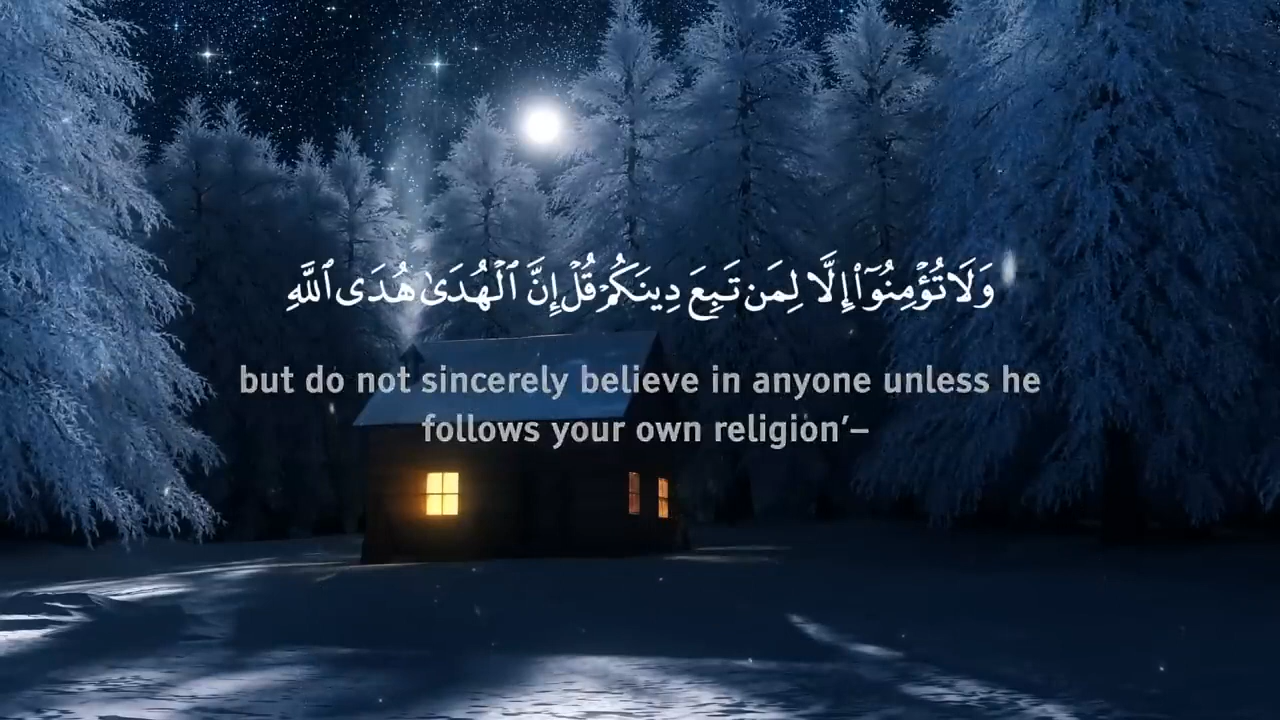 وَلَا تُؤْمِنُوٓا۟ إِلَّا لِمَن تَبِعَ دِينَكُمْ قُلْ إِنَّ ٱلْهُدَىٰ هُدَى ٱللَّهِ
but do not sincerely believe in anyone unless he
follows your own religion’–